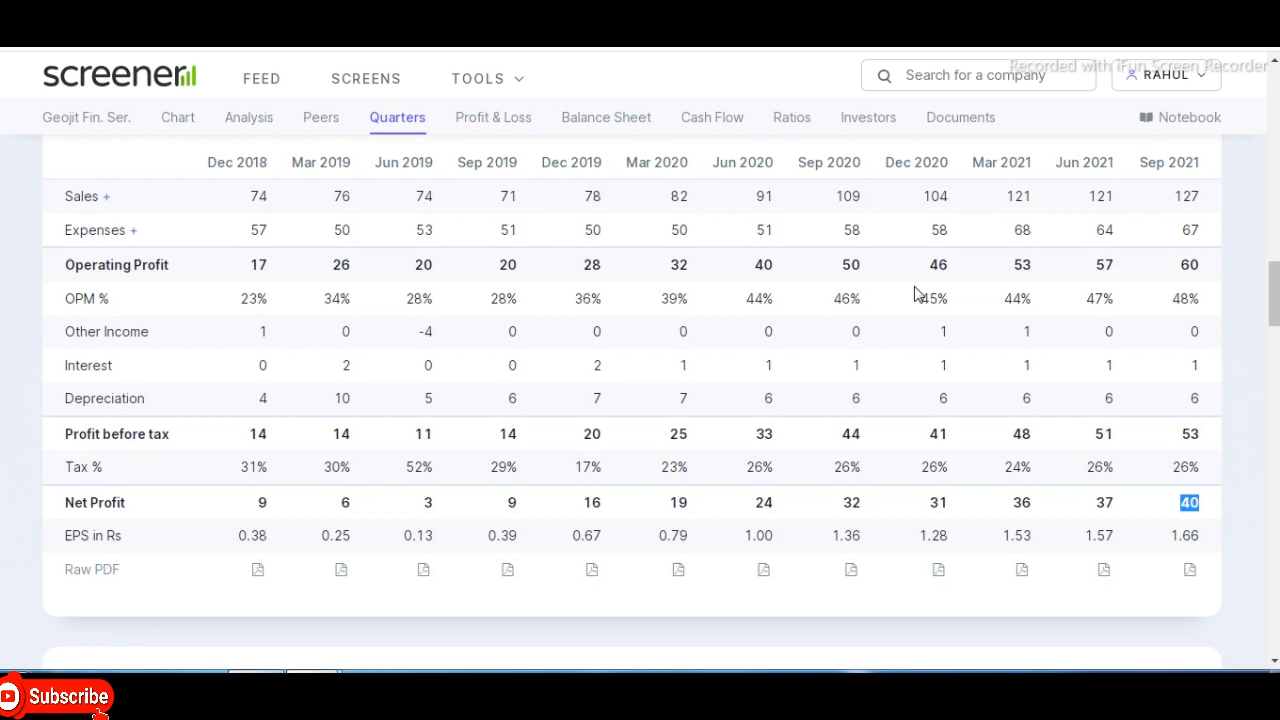 screener FEED SCREENS TOOLS Search for a company RAHUL
Recorded with iFun Screen Recorder
Geojit Fin. Ser. Chart Analysis Peers Quarters Profit & Loss Balance Sheet Cash Flow Ratios Investors Documents Notebook
Dec 2018 Mar 2019 Jun 2019 Sep 2019 Dec 2019 Mar 2020 Jun 2020 Sep 2020 Dec 2020 Mar 2021 Jun 2021 Sep 2021
Sales + 74 76 74 71 78 82 91 109 104 121 121 127
Expenses + 57 50 53 51 50 50 51 58 58 68 64 67
Operating Profit 17 26 20 20 28 32 40 50 46 53 57 60
OPM % 23% 34% 28% 28% 36% 39% 44% 46% 45% 44% 47% 48%
Other Income 1 0 -4 0 0 0 0 0 1 1 0 0
Interest 0 2 0 0 2 1 1 1 1 1 1 1
Depreciation 4 10 5 6 7 7 6 6 6 6 6 6
Profit before tax 14 14 11 14 20 25 33 44 41 48 51 53
Tax % 31% 30% 52% 29% 17% 23% 26% 26% 26% 24% 26% 26%
Net Profit 9 6 3 9 16 19 24 32 31 36 37 40
EPS in Rs 0.38 0.25 0.13 0.39 0.67 0.79 1.00 1.36 1.28 1.53 1.57 1.66
Raw PDF
Subscribe